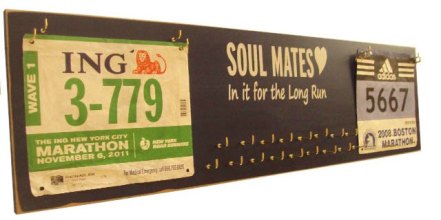 WAVE 1
ING
3-779
THE ING NEW YORK CITY
MARATHON
NOVEMBER 6, 2011
NEW YORK
ROAD RUNNERS
SOUL MATES♥
In it for the Long Run
adidas
5667
2008 BOSTON
MARATHON